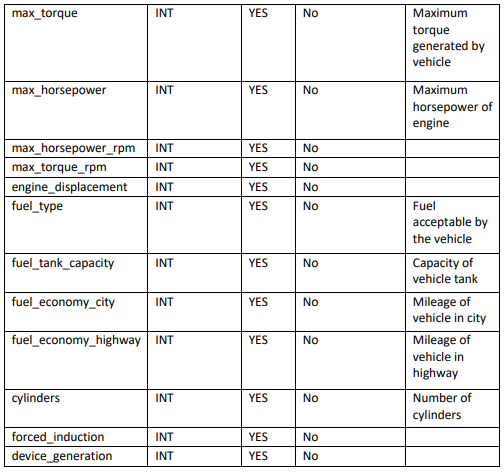 max_torque INT YES No Maximum
torque
generated by
vehicle
max_horsepower INT YES No Maximum
horsepower of
engine
max_horsepower_rpm INT YES No
max_torque_rpm INT YES No
engine_displacement INT YES No
fuel_type INT YES No Fuel
acceptable by
the vehicle
fuel_tank_capacity INT YES No Capacity of
vehicle tank
fuel_economy_city INT YES No Mileage of
vehicle in city
fuel_economy_highway INT YES No Mileage of
vehicle in
highway
cylinders INT YES No Number of
cylinders
forced_induction INT YES No
device_generation INT YES No